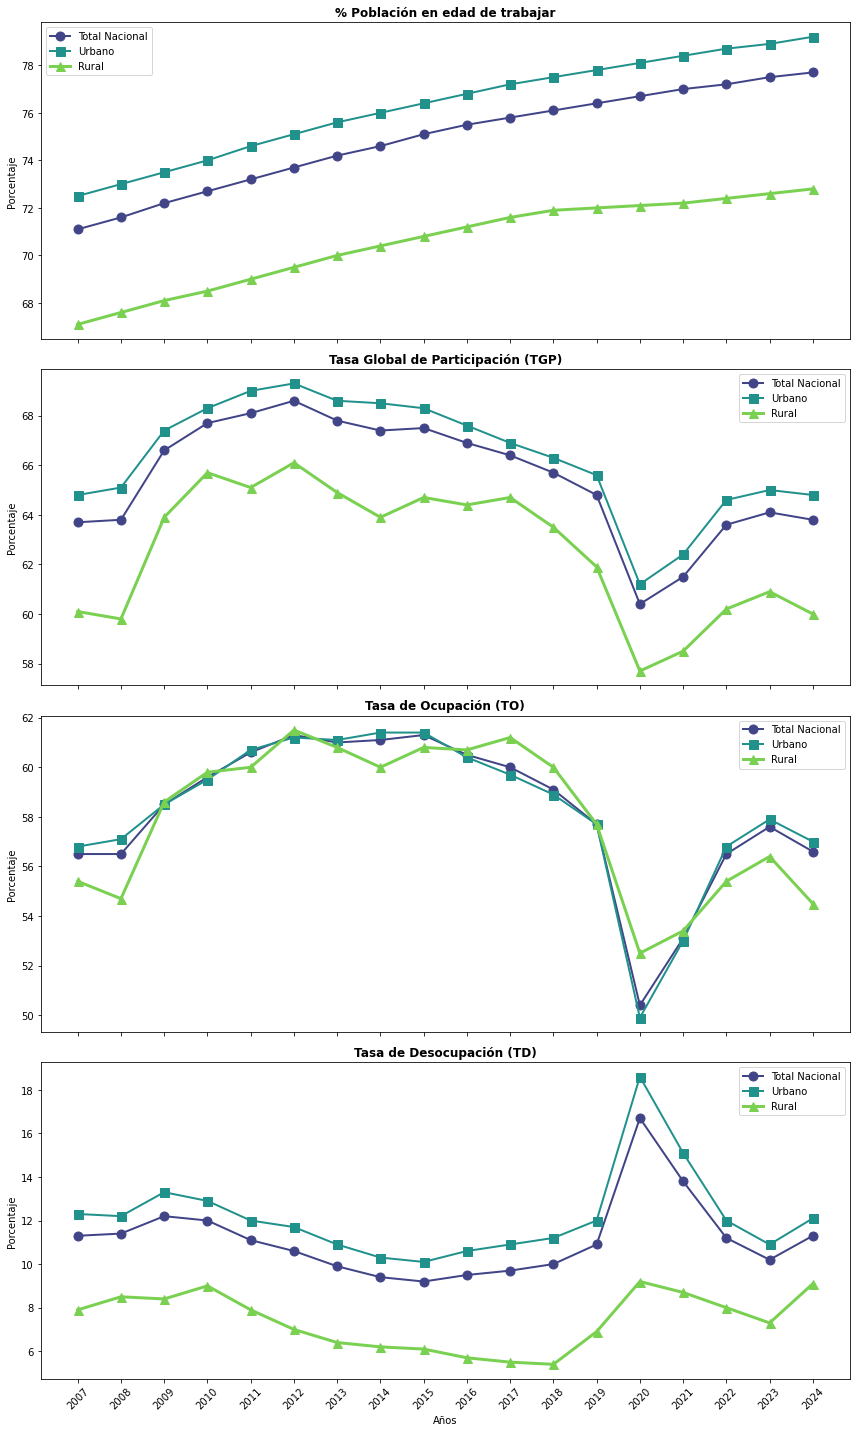 % Población en edad de trabajar
Total Nacional
Urbano
Rural
Porcentaje
78
76
74
72
70
68
Tasa Global de Participación (TGP)
Total Nacional
Urbano
Rural
Porcentaje
68
66
64
62
60
58
Tasa de Ocupación (TO)
Total Nacional
Urbano
Rural
Porcentaje
62
60
58
56
54
52
50
Tasa de Desocupación (TD)
Total Nacional
Urbano
Rural
Porcentaje
18
16
14
12
10
8
6
2007 2008 2009 2010 2011 2012 2013 2014 2015 2016 2017 2018 2019 2020 2021 2022 2023 2024
Años